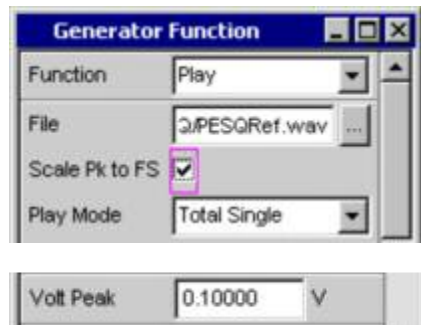 Generator Function
Function Play
File Q/PESQRef.wav ...
Scale Pk to FS
Play Mode Total Single
Volt Peak 0.10000 V